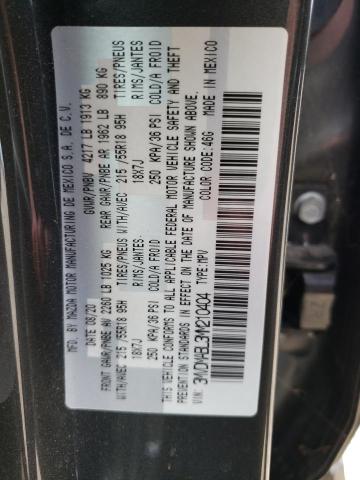 MFD BY MAZDA MOTOR MANUFACTURING DE MEXICO S.A. DE C.V.
DATE 08/20 GVWR/PNBV 4217 LB 1913 KG
FRONT GAWR/PNBE AV 2260 LB 1025 KG REAR GAWR/PNBE AR 1962 LB 890 KG
WITH/AVEC 215/55R18 95H TIRES/PNEUS WITH/AVEC 215/55R18 95H TIRES/PNEUS
18X7J RIMS/JANTES 18X7J RIMS/JANTES
250 KPA/36 PSI COLD/A FROID 250 KPA/36 PSI COLD/A FROID
THIS VEHICLE CONFORMS TO ALL APPLICABLE FEDERAL MOTOR VEHICLE SAFETY AND THEFT
STANDARDS IN EFFECT ON THE DATE OF MANUFACTURE SHOWN ABOVE.
TYPE: MPV COLOR CODE: 46G MADE IN MEXICO